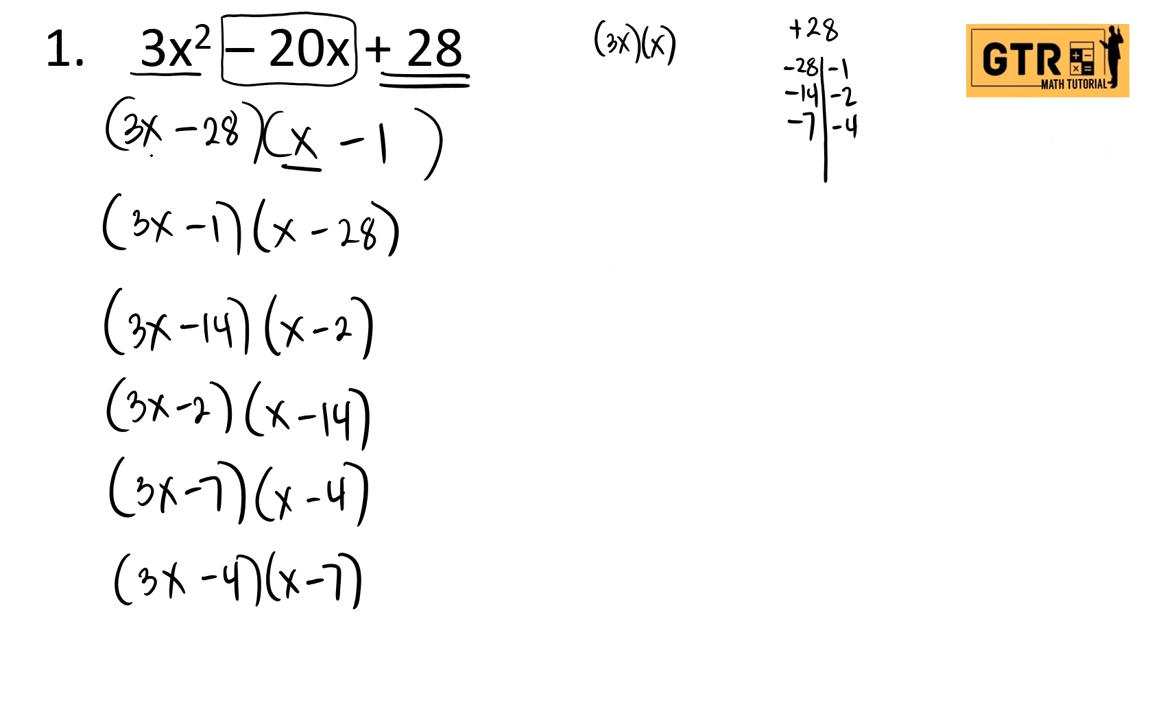 1. 3x² – 20x + 28
(3x)(x)
+28
-28 | -1
-14 | -2
-7 | -4
GTR
MATH TUTORIAL
(3x – 28)(x – 1)
(3x – 1)(x – 28)
(3x – 14)(x – 2)
(3x – 2)(x – 14)
(3x – 7)(x – 4)
(3x – 4)(x – 7)